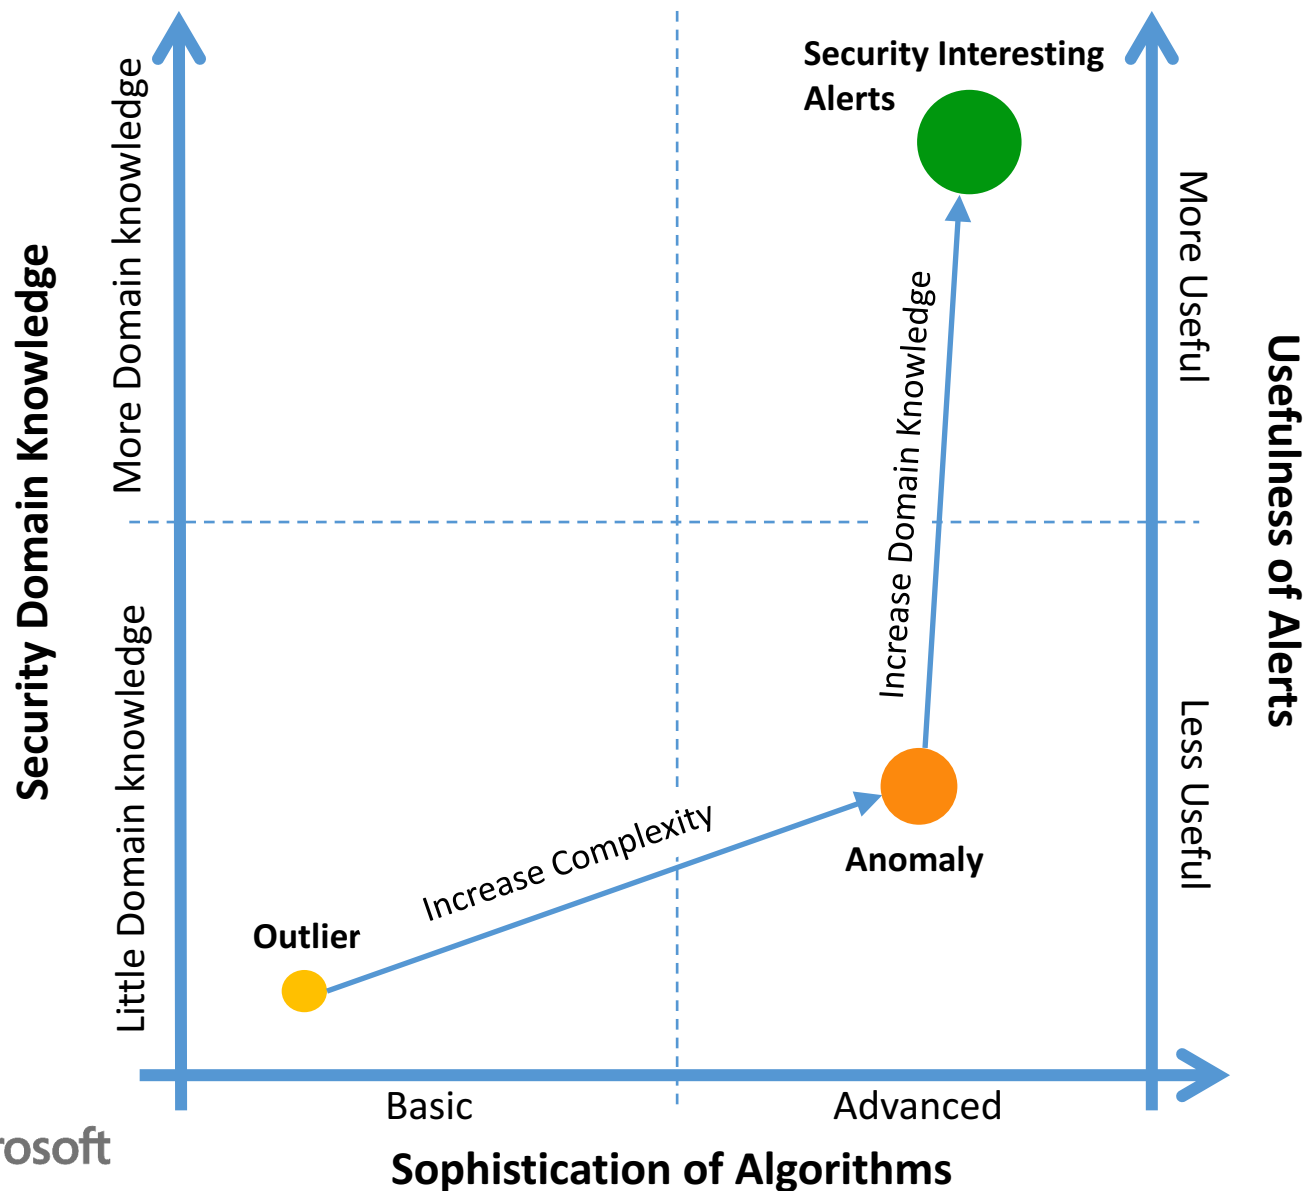 Security Interesting
Alerts
More Domain knowledge
Security Domain Knowledge
Little Domain knowledge
Increase Domain Knowledge
More Useful
Usefulness of Alerts
Less Useful
Increase Complexity
Anomaly
Outlier
Basic
Advanced
rosoft
Sophistication of Algorithms